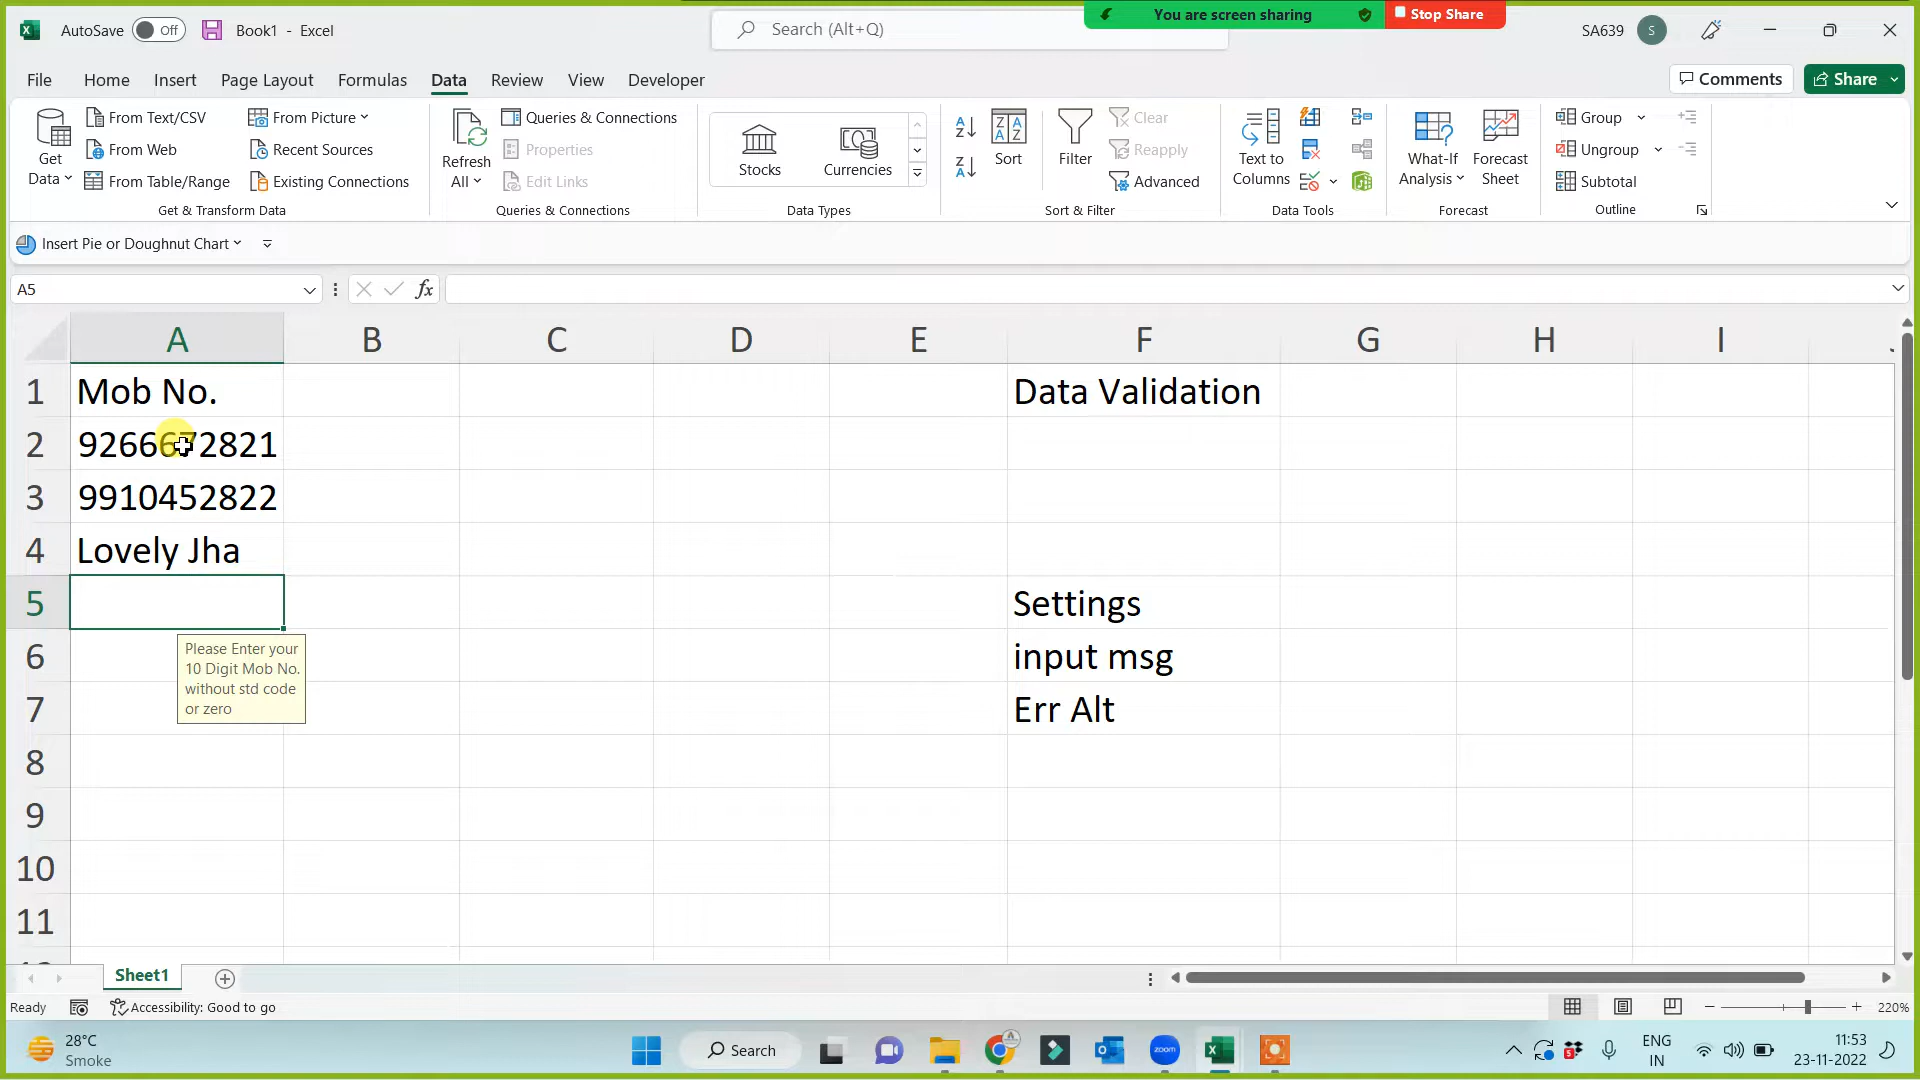 You are screen sharing
Stop Share
AutoSave
Off
Book1 - Excel
Search (Alt+Q)
SA639
S
File
Home
Insert
Page Layout
Formulas
Data
Review
View
Developer
Comments
Share
Get Data
From Text/CSV
From Web
From Table/Range
From Picture
Recent Sources
Existing Connections
Get & Transform Data
Refresh All
Queries & Connections
Properties
Edit Links
Queries & Connections
Stocks
Currencies
Data Types
Sort
Filter
Clear
Reapply
Advanced
Sort & Filter
Text to Columns
Data Tools
What-If Analysis
Forecast Sheet
Forecast
Group
Ungroup
Subtotal
Outline
Insert Pie or Doughnut Chart
A5
fx
A B C D E F G H I
1 Mob No. Data Validation
2 9266672821
3 9910452822
4 Lovely Jha
5 Settings
6 input msg
7 Err Alt
Please Enter your
10 Digit Mob No.
without std code
or zero
8
9
10
11
Sheet1
Ready
Accessibility: Good to go
220%
28°C
Smoke
Search
zoom
ENG
IN
11:53
23-11-2022